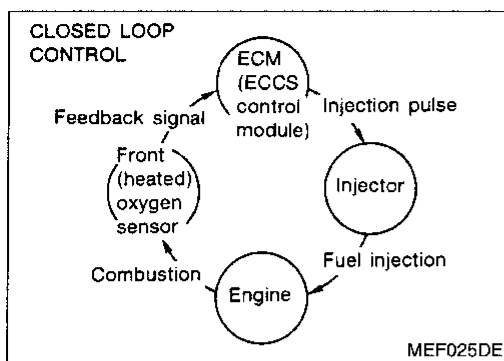 CLOSED LOOP
CONTROL
ECM
(ECCS
control
module)
Injection pulse
Injector
Fuel injection
Engine
Combustion
Front
(heated)
oxygen
sensor
Feedback signal
MEF025DE